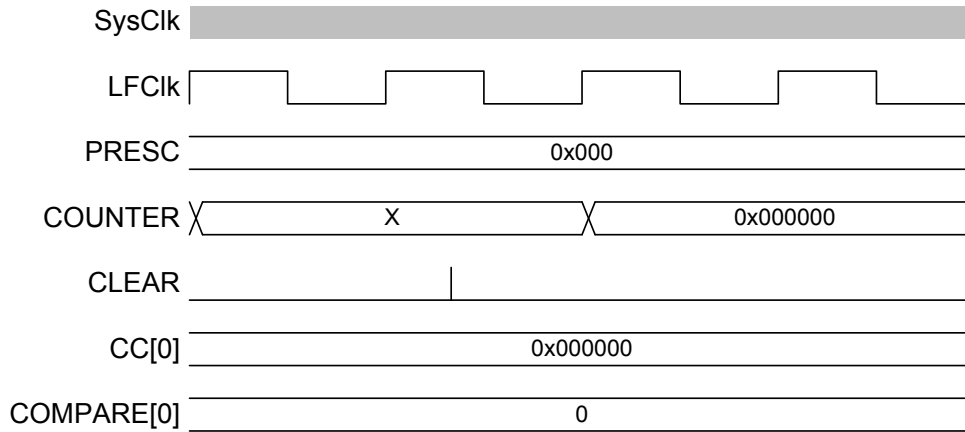 SysClk
LFClk
PRESC 0x000
COUNTER X 0x000000
CLEAR
CC[0] 0x000000
COMPARE[0] 0